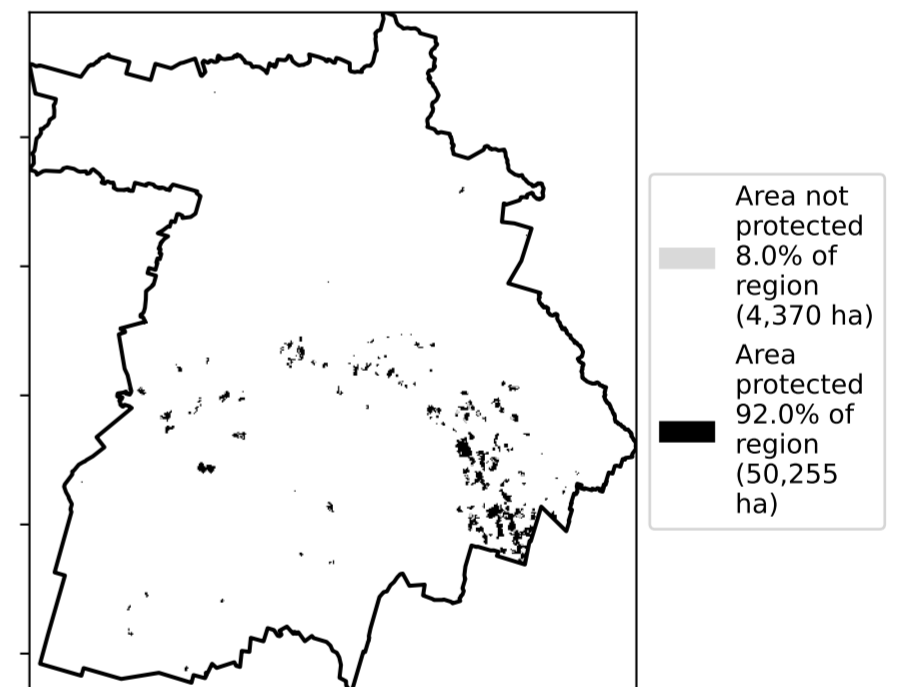 Area not
protected
8.0% of
region
(4,370 ha)
Area
protected
92.0% of
region
(50,255
ha)